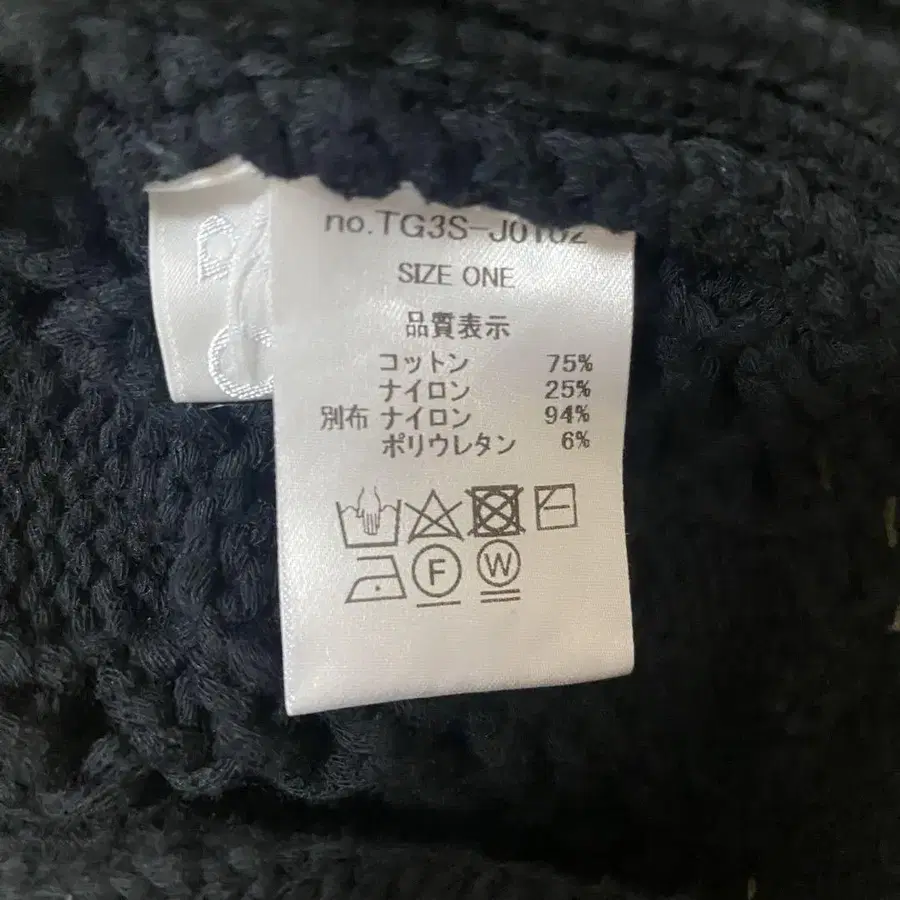 no.TG3S-J0102
SIZE ONE
品質表示
コットン 75%
ナイロン 25%
別布 ナイロン 94%
ポリウレタン 6%
F W